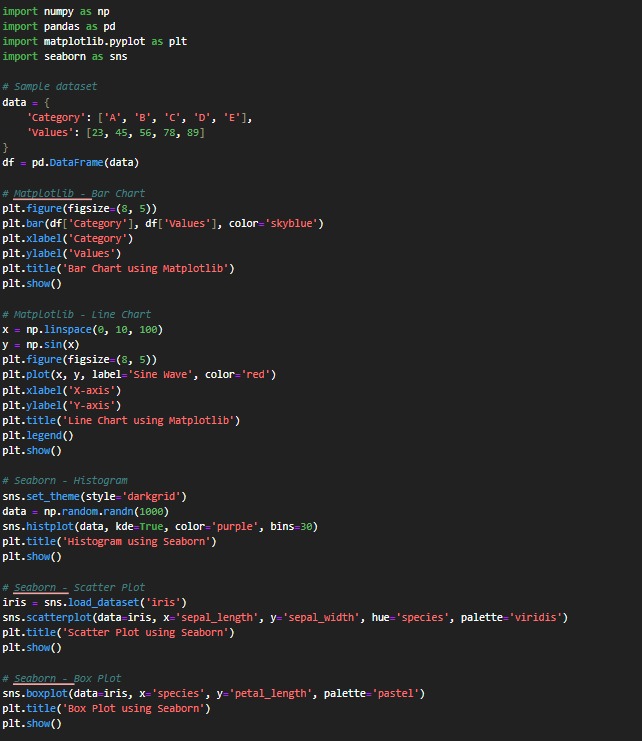 import numpy as np
import pandas as pd
import matplotlib.pyplot as plt
import seaborn as sns
# Sample dataset
data = {
    'Category': ['A', 'B', 'C', 'D', 'E'],
    'Values': [23, 45, 56, 78, 89]
}
df = pd.DataFrame(data)
# Matplotlib - Bar Chart
plt.figure(figsize=(8, 5))
plt.bar(df['Category'], df['Values'], color='skyblue')
plt.xlabel('Category')
plt.ylabel('Values')
plt.title('Bar Chart using Matplotlib')
plt.show()
# Matplotlib - Line Chart
x = np.linspace(0, 10, 100)
y = np.sin(x)
plt.figure(figsize=(8, 5))
plt.plot(x, y, label='Sine Wave', color='red')
plt.xlabel('X-axis')
plt.ylabel('Y-axis')
plt.title('Line Chart using Matplotlib')
plt.legend()
plt.show()
# Seaborn - Histogram
sns.set_theme(style='darkgrid')
data = np.random.randn(1000)
sns.histplot(data, kde=True, color='purple', bins=30)
plt.title('Histogram using Seaborn')
plt.show()
# Seaborn - Scatter Plot
iris = sns.load_dataset('iris')
sns.scatterplot(data=iris, x='sepal_length', y='sepal_width', hue='species', palette='viridis')
plt.title('Scatter Plot using Seaborn')
plt.show()
# Seaborn - Box Plot
sns.boxplot(data=iris, x='species', y='petal_length', palette='pastel')
plt.title('Box Plot using Seaborn')
plt.show()